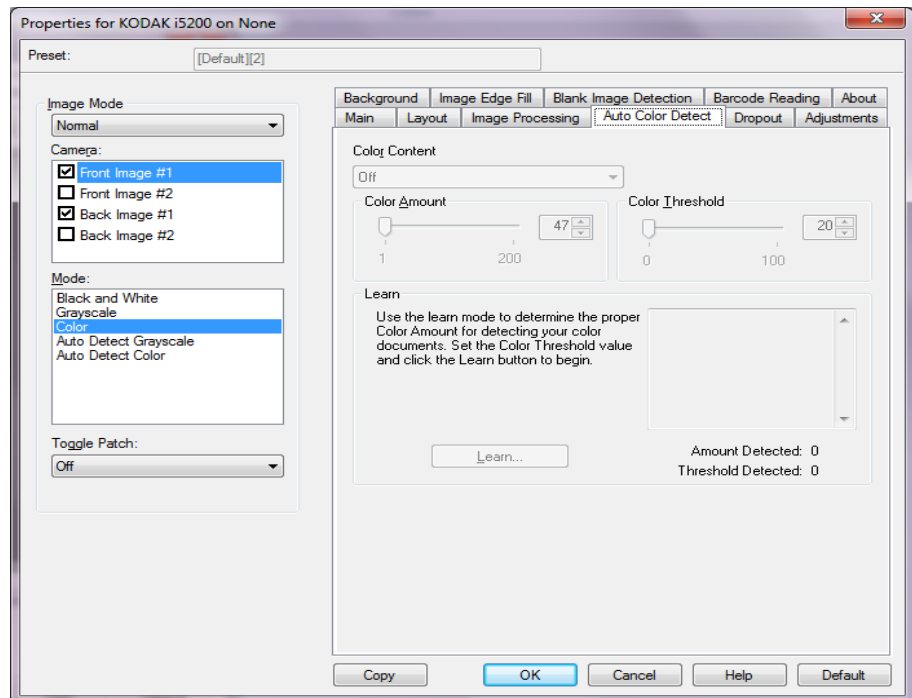 Properties for KODAK i5200 on None
Preset:
[Default][2]
Image Mode
Normal
Camera:
Front Image #1
Front Image #2
Back Image #1
Back Image #2
Mode:
Black and White
Grayscale
Color
Auto Detect Grayscale
Auto Detect Color
Toggle Patch:
Off
Background Image Edge Fill Blank Image Detection Barcode Reading About
Main Layout Image Processing Auto Color Detect Dropout Adjustments
Color Content
Off
Color Amount
47
1 200
Color Threshold
20
0 100
Learn
Use the learn mode to determine the proper
Color Amount for detecting your color
documents. Set the Color Threshold value
and click the Learn button to begin.
Learn...
Amount Detected: 0
Threshold Detected: 0
Copy OK Cancel Help Default